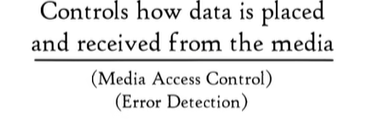 Controls how data is placed
and received from the media
(Media Access Control)
(Error Detection)